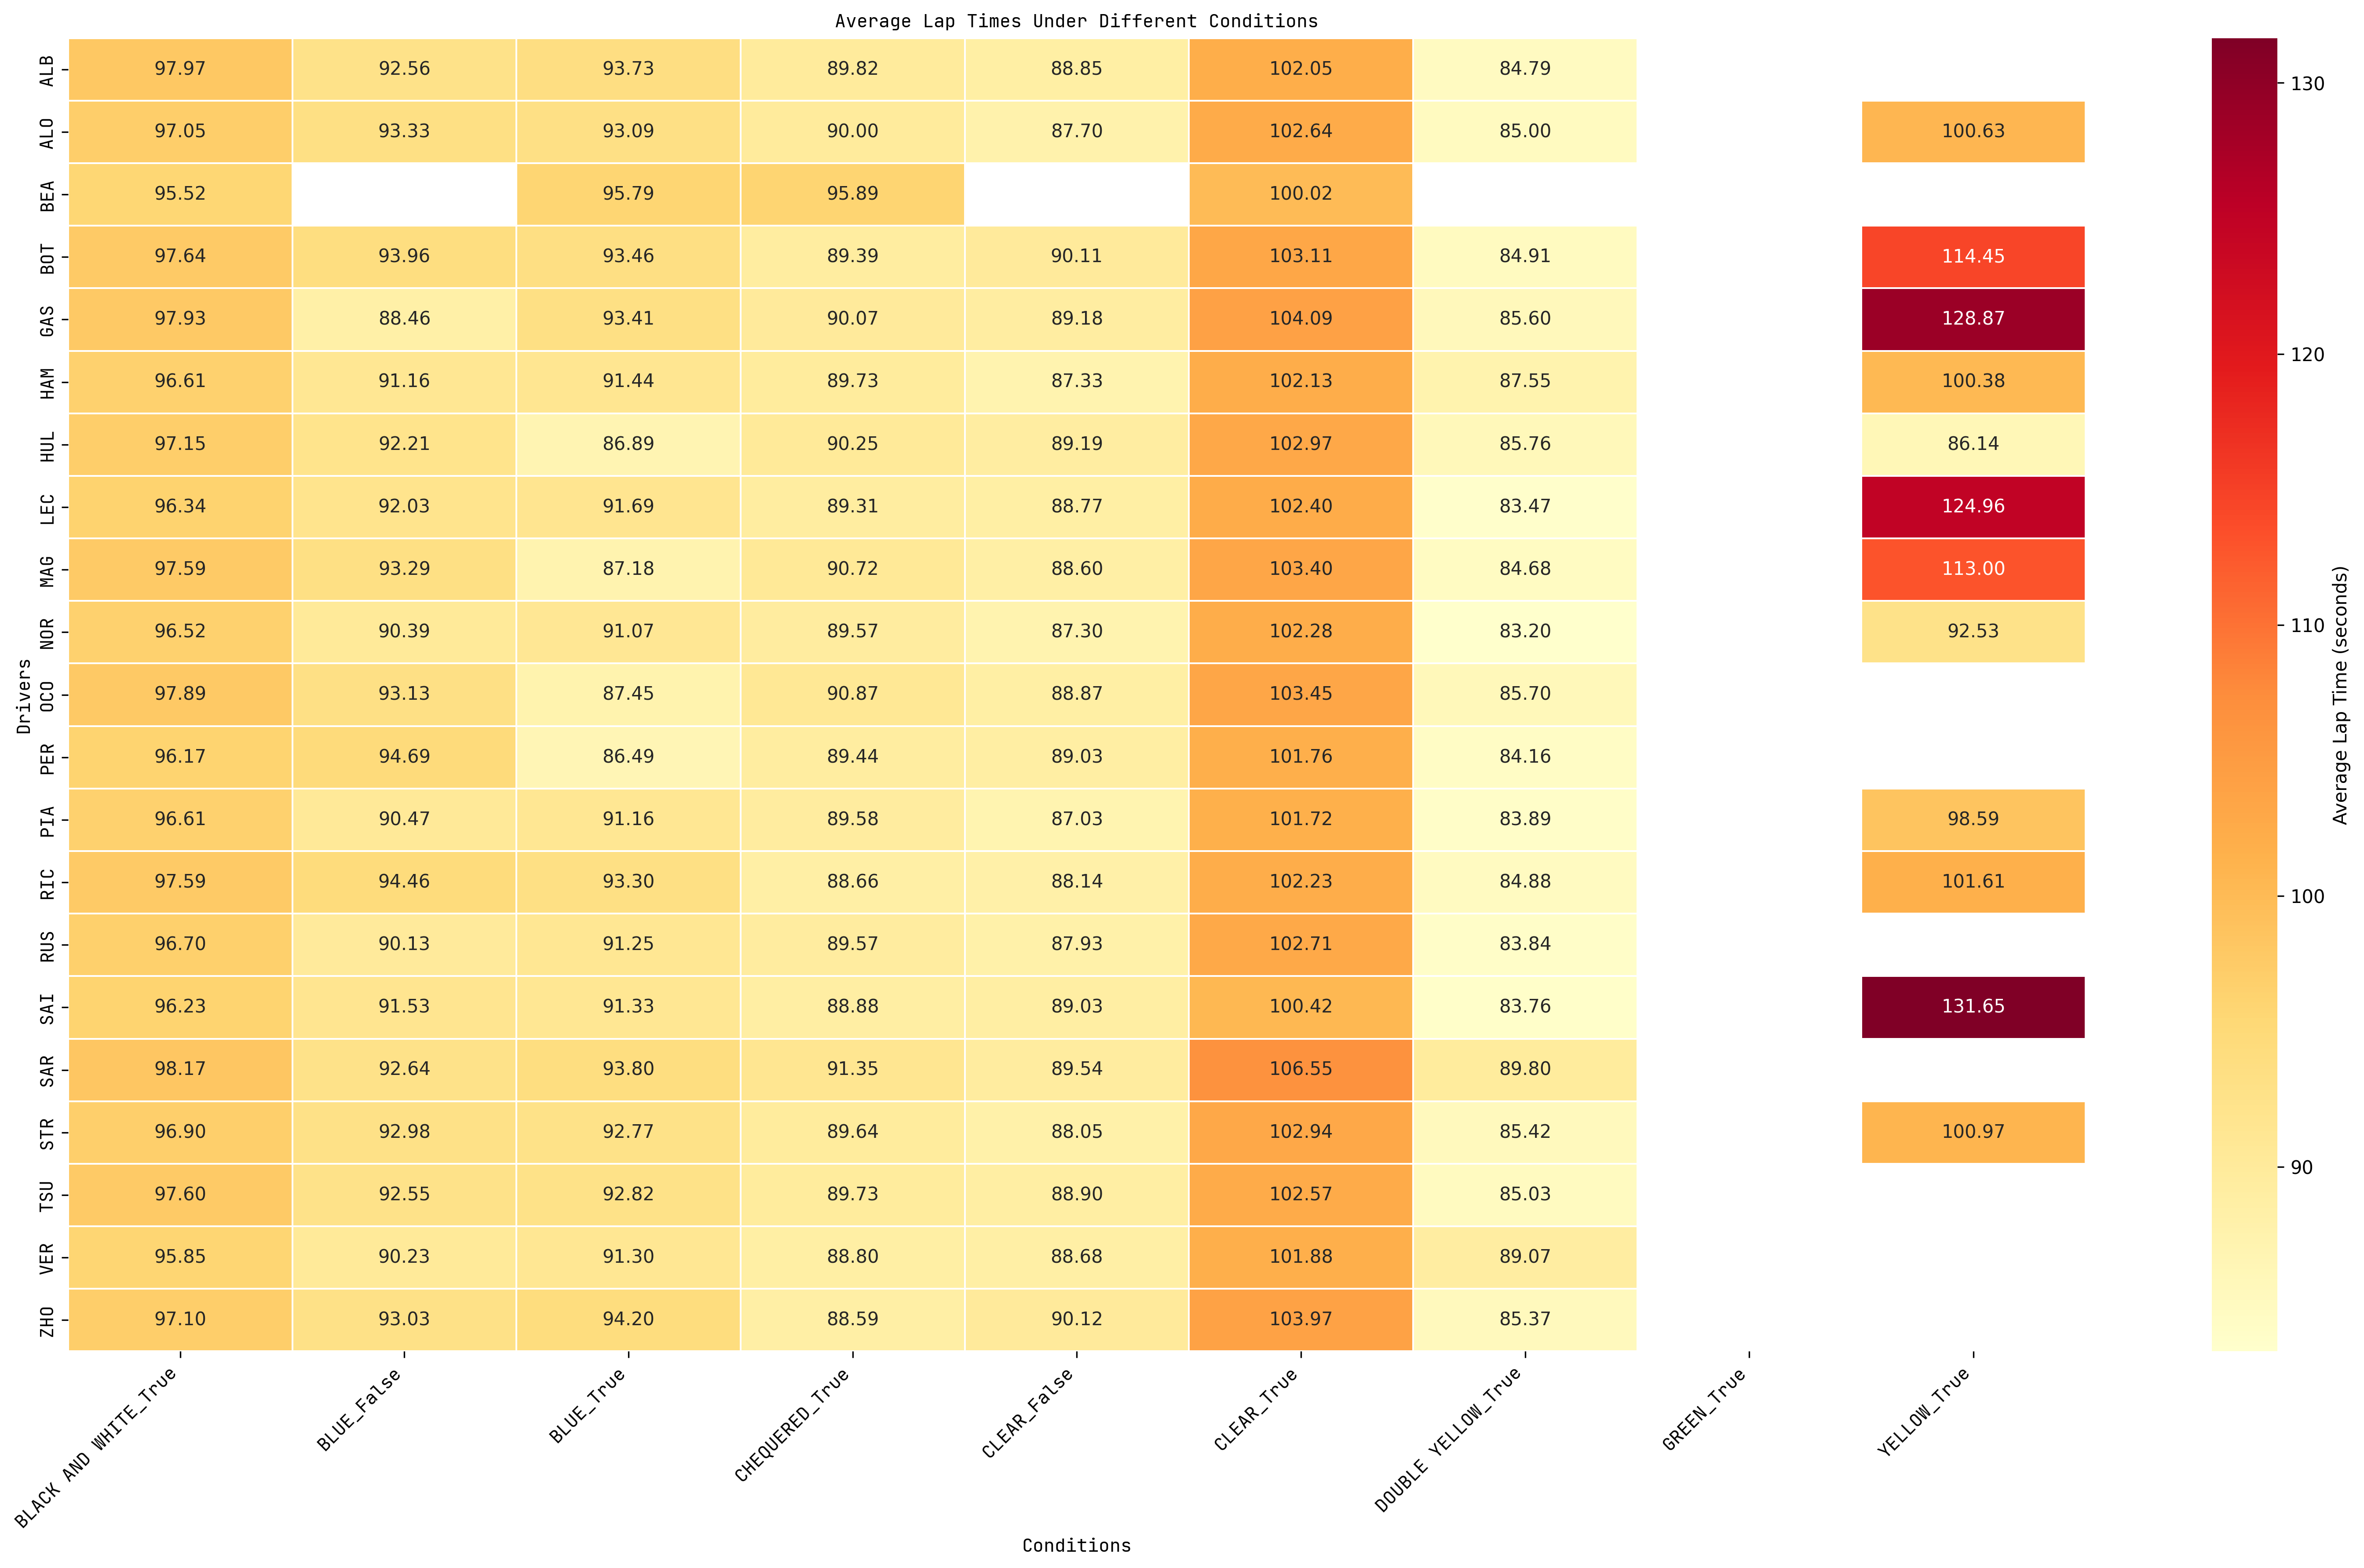 Average Lap Times Under Different Conditions
ALB 97.97 92.56 93.73 89.82 88.85 102.05 84.79
ALO 97.05 93.33 93.09 90.00 87.70 102.64 85.00 100.63
BEA 95.52 95.79 95.89 100.02
BOT 97.64 93.96 93.46 89.39 90.11 103.11 84.91 114.45
GAS 97.93 88.46 93.41 90.07 89.18 104.09 85.60 128.87
HAM 96.61 91.16 91.44 89.73 87.33 102.13 87.55 100.38
HUL 97.15 92.21 86.89 90.25 89.19 102.97 85.76 86.14
LEC 96.34 92.03 91.69 89.31 88.77 102.40 83.47 124.96
MAG 97.59 93.29 87.18 90.72 88.60 103.40 84.68 113.00
NOR 96.52 90.39 91.07 89.57 87.30 102.28 83.20 92.53
OCO 97.89 93.13 87.45 90.87 88.87 103.45 85.70
PER 96.17 94.69 86.49 89.44 89.03 101.76 84.16
PIA 96.61 90.47 91.16 89.58 87.03 101.72 83.89 98.59
RIC 97.59 94.46 93.30 88.66 88.14 102.23 84.88 101.61
RUS 96.70 90.13 91.25 89.57 87.93 102.71 83.84
SAI 96.23 91.53 91.33 88.88 89.03 100.42 83.76 131.65
SAR 98.17 92.64 93.80 91.35 89.54 106.55 89.80
STR 96.90 92.98 92.77 89.64 88.05 102.94 85.42 100.97
TSU 97.60 92.55 92.82 89.73 88.90 102.57 85.03
VER 95.85 90.23 91.30 88.80 88.68 101.88 89.07
ZHO 97.10 93.03 94.20 88.59 90.12 103.97 85.37
Drivers
BLACK AND WHITE_True
BLUE_False
BLUE_True
CHEQUERED_True
CLEAR_False
CLEAR_True
DOUBLE YELLOW_True
GREEN_True
YELLOW_True
Conditions
130
120
110
100
90
Average Lap Time (seconds)